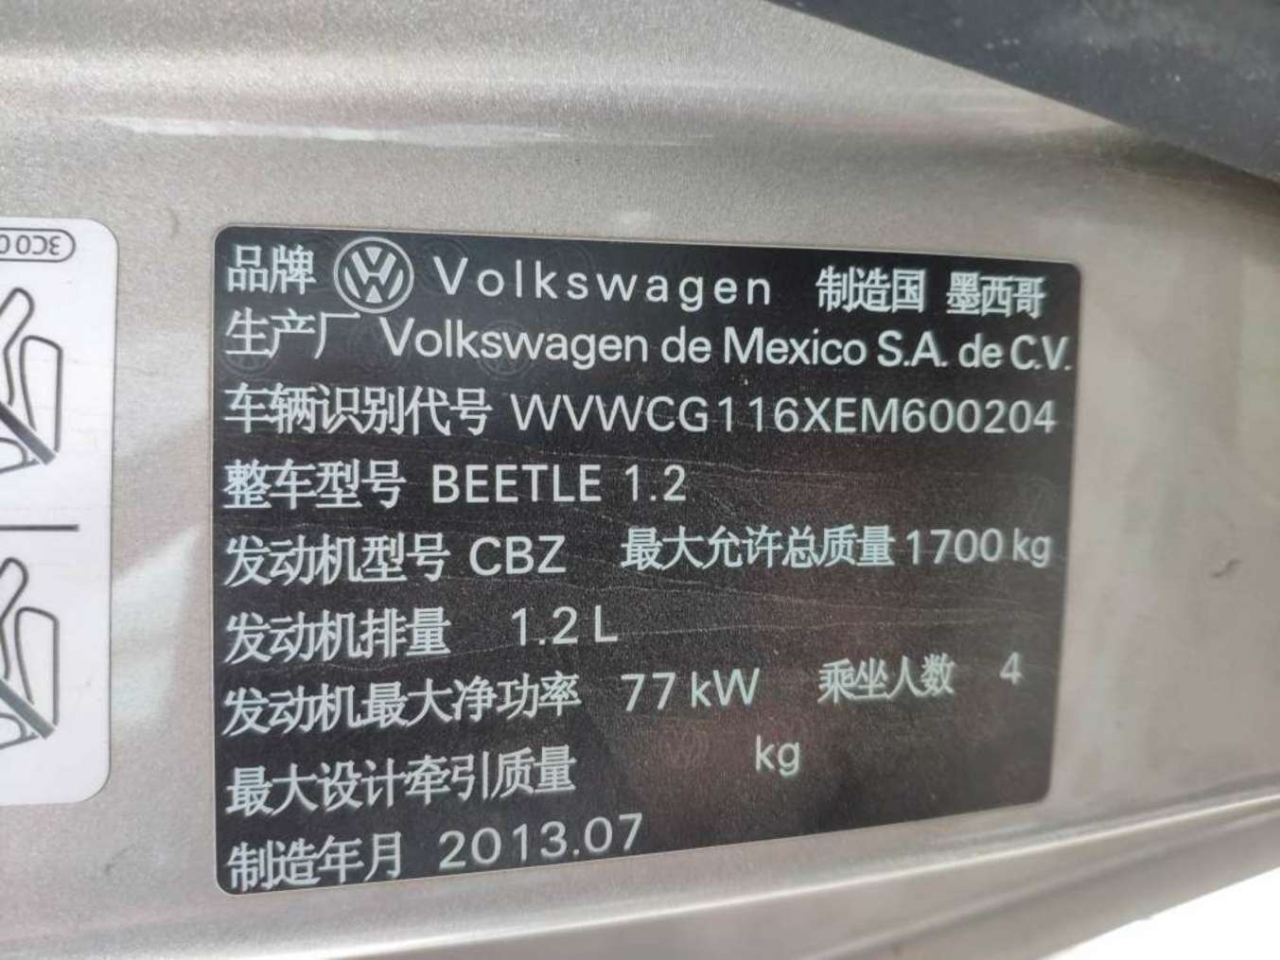 3C0 0
品牌 Volkswagen 制造国 墨西哥
生产厂 Volkswagen de Mexico S.A. de C.V.
车辆识别代号 WVWCG116XEM600204
整车型号 BEETLE 1.2
发动机型号 CBZ 最大允许总质量 1700 kg
发动机排量 1.2 L
发动机最大净功率 77 kW 乘坐人数 4
最大设计牵引质量 kg
制造年月 2013.07